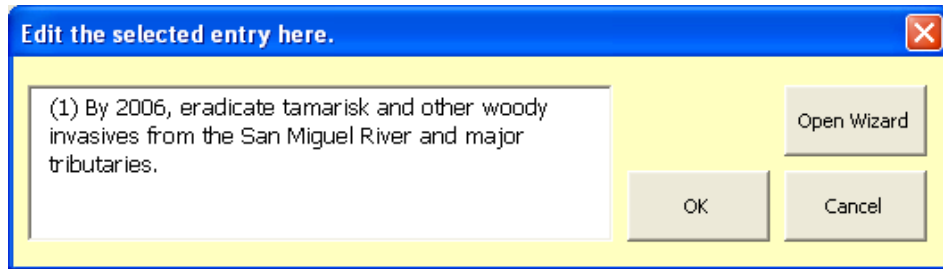 Edit the selected entry here.
(1) By 2006, eradicate tamarisk and other woody
invasives from the San Miguel River and major
tributaries.
Open Wizard
OK
Cancel